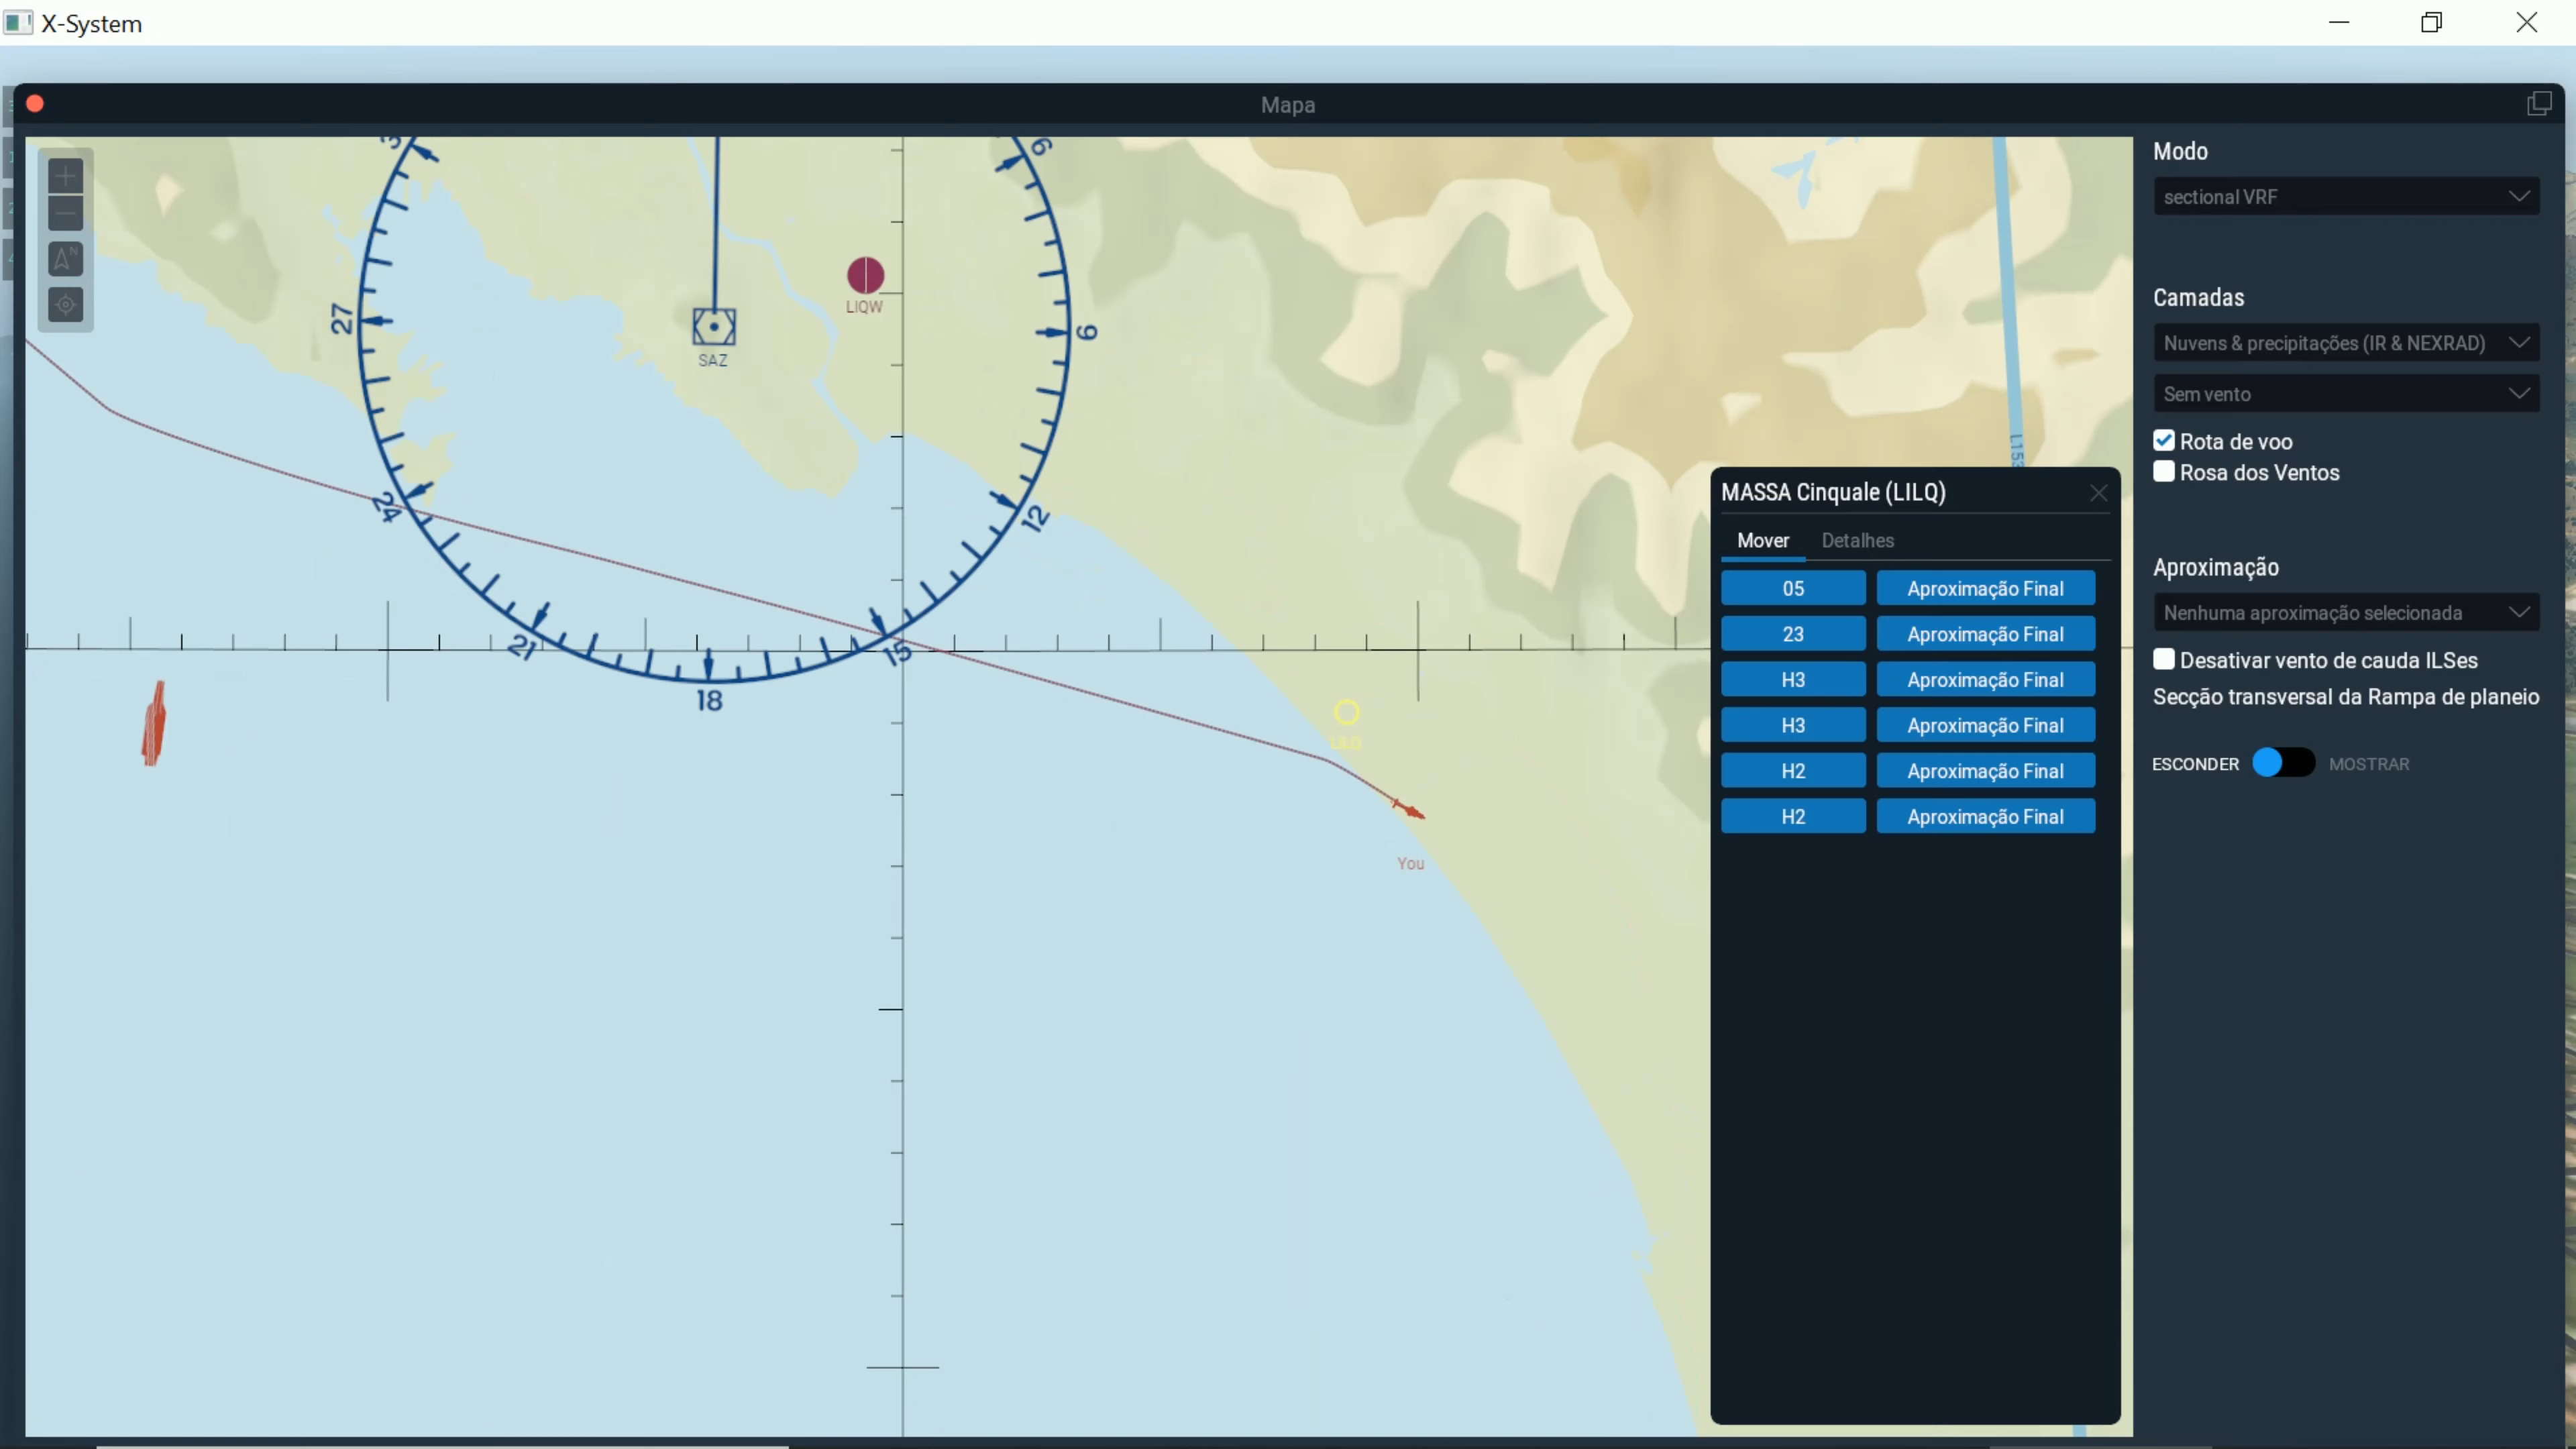 X-System
Mapa
Modo
sectional VRF
Camadas
Nuvens & precipitações (IR & NEXRAD)
Sem vento
Rota de voo
Rosa dos Ventos
Aproximação
Nenhuma aproximação selecionada
Desativar vento de cauda ILSes
Secção transversal da Rampa de planeio
ESCONDER
MOSTRAR
MASSA Cinquale (LILQ)
Mover Detalhes
05 Aproximação Final
23 Aproximação Final
H3 Aproximação Final
H3 Aproximação Final
H2 Aproximação Final
H2 Aproximação Final
N
LIQW
SAZ
27
24
21
18
15
12
9
6
LILQ
You